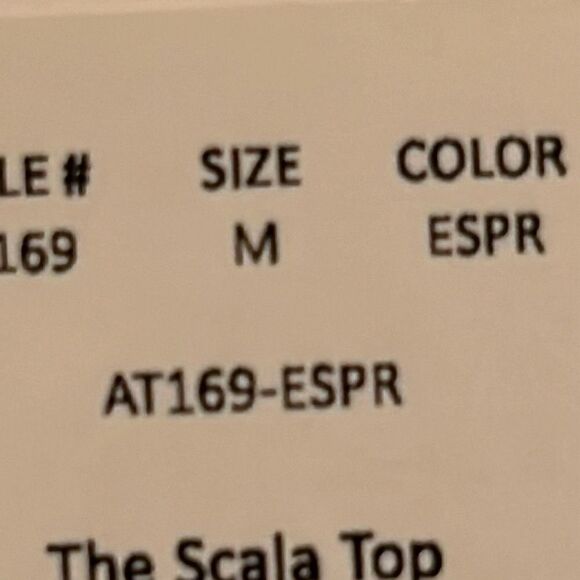 LE # SIZE COLOR
169 M ESPR
AT169-ESPR
The Scala Top